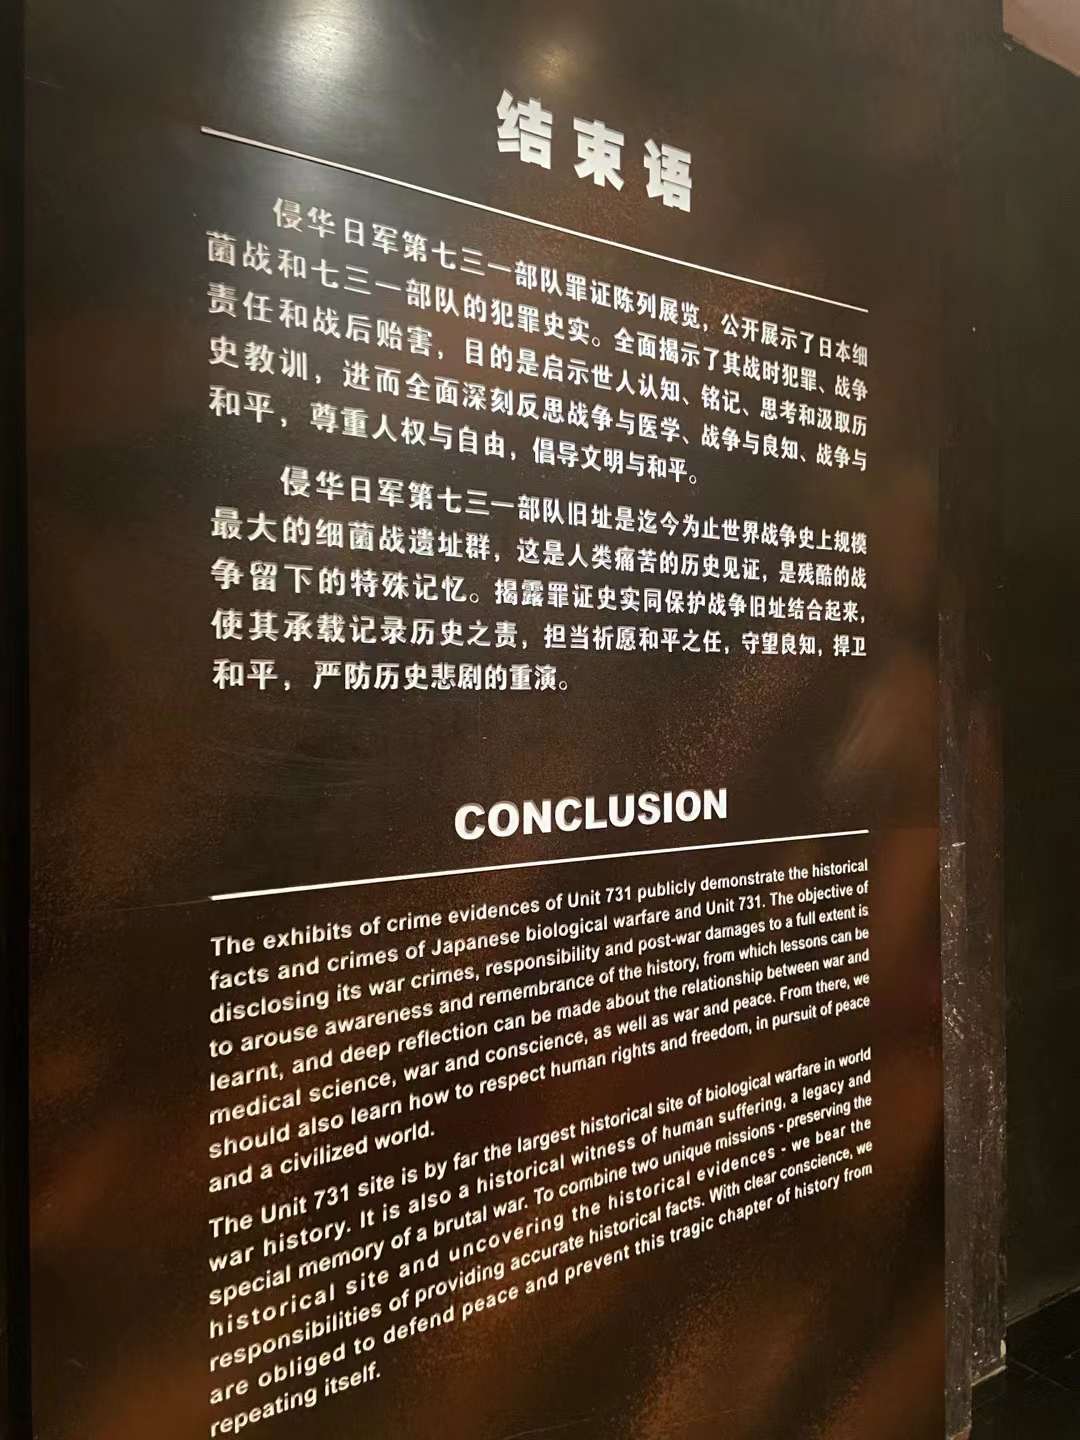 结束语
侵华日军第七三一部队罪证陈列展览，公开展示了日本细
菌战和七三一部队的犯罪史实。全面揭示了其战时犯罪、战争
责任和战后贻害，目的是启示世人认知、铭记、思考和汲取历
史教训，进而全面深刻反思战争与医学、战争与良知、战争与
和平，尊重人权与自由，倡导文明与和平。
侵华日军第七三一部队旧址是迄今为止世界战争史上规模
最大的细菌战遗址群，这是人类痛苦的历史见证，是残酷的战
争留下的特殊记忆。揭露罪证史实同保护战争旧址结合起来，
使其承载记录历史之责，担当祈愿和平之任，守望良知，捍卫
和平，严防历史悲剧的重演。
CONCLUSION
The exhibits of crime evidences of Unit 731 publicly demonstrate the historical
facts and crimes of Japanese biological warfare and Unit 731. The objective of
disclosing its war crimes, responsibility and post-war damages to a full extent is
to arouse awareness and remembrance of the history, from which lessons can be
learnt, and deep reflection can be made about the relationship between war and
medical science, war and conscience, as well as war and peace. From there, we
should also learn how to respect human rights and freedom, in pursuit of peace
and a civilized world.
The Unit 731 site is by far the largest historical site of biological warfare in world
war history. It is also a historical witness of human suffering, a legacy and
special memory of a brutal war. To combine two unique missions - preserving the
historical site and uncovering the historical evidences - we bear the
responsibilities of providing accurate historical facts. With clear conscience, we
are obliged to defend peace and prevent this tragic chapter of history from
repeating itself.